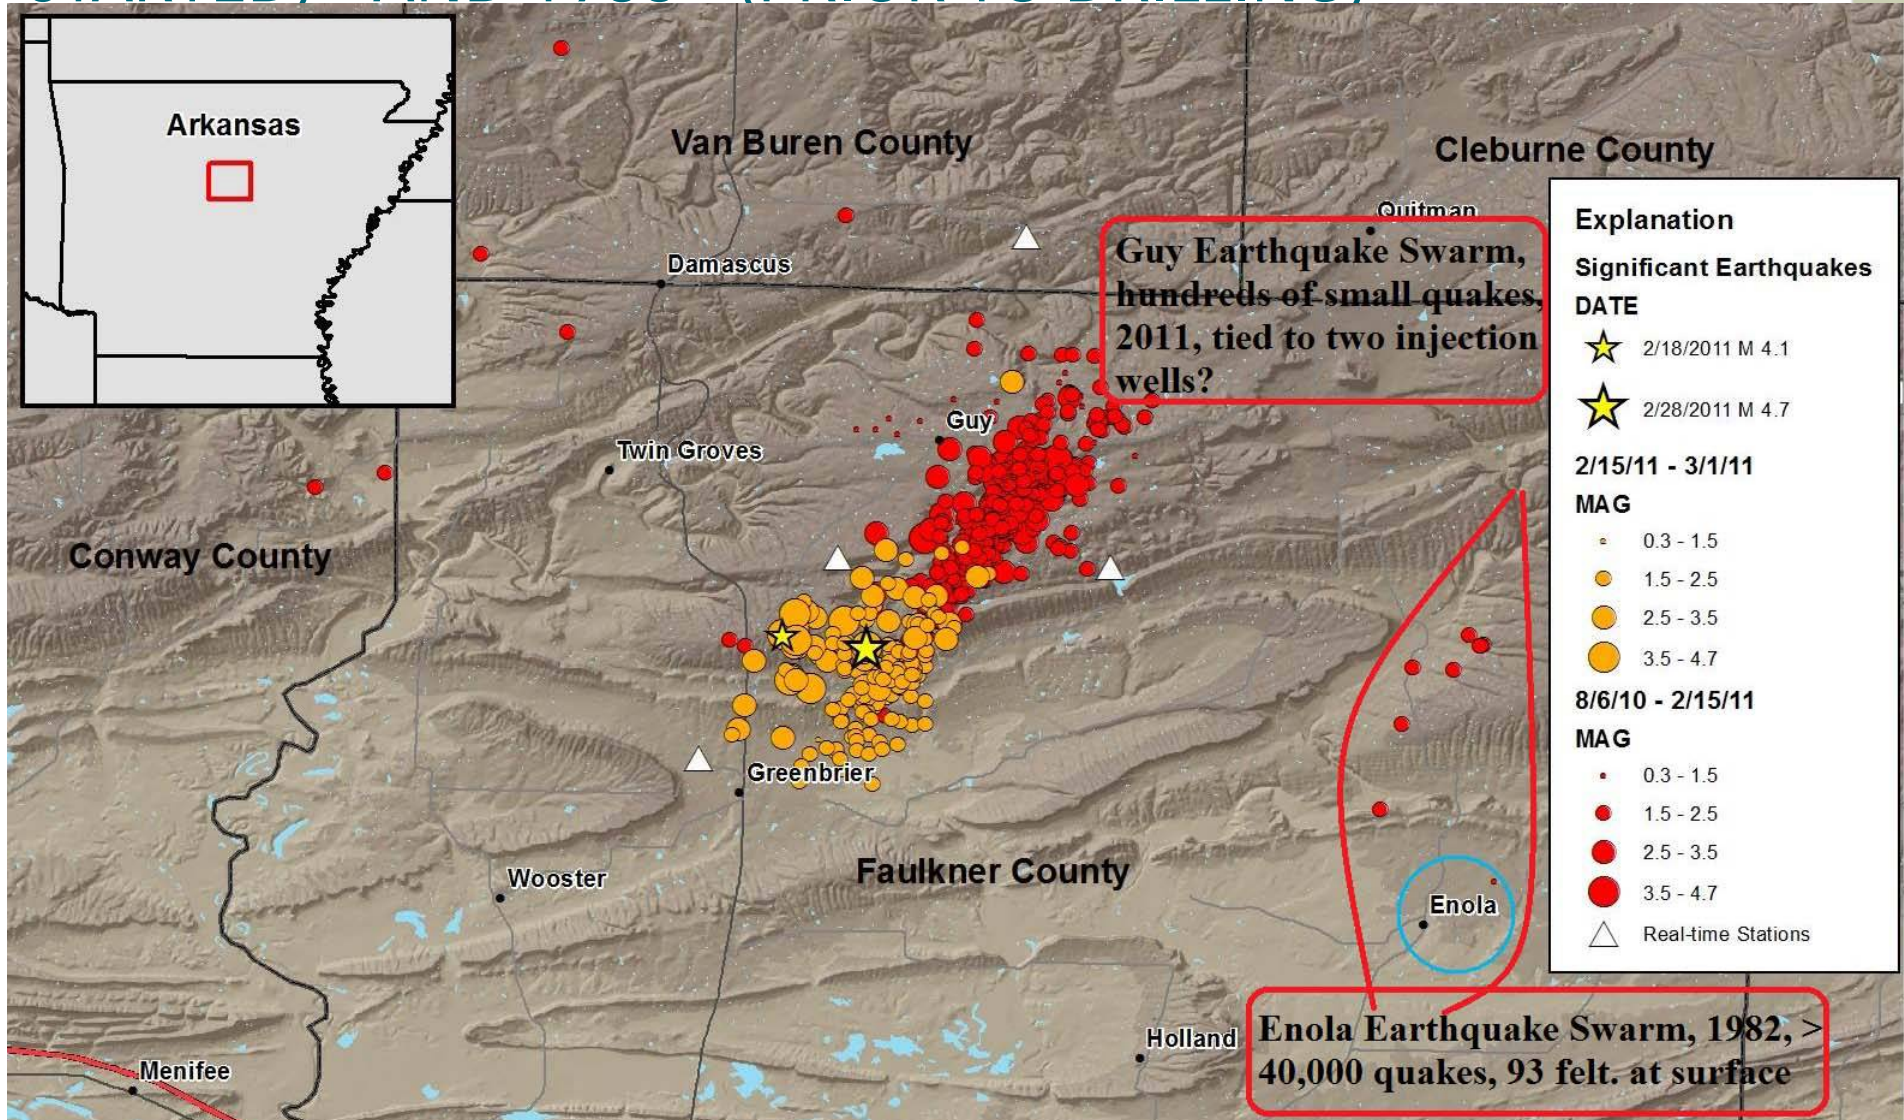 Arkansas
Van Buren County
Cleburne County
Quitman
Damascus
Guy Earthquake Swarm,
hundreds of small quakes,
2011, tied to two injection
wells?
Guy
Twin Groves
Conway County
Greenbrier
Wooster
Faulkner County
Enola
Holland
Menifee
Enola Earthquake Swarm, 1982, >
40,000 quakes, 93 felt. at surface
Explanation
Significant Earthquakes
DATE
2/18/2011 M 4.1
2/28/2011 M 4.7
2/15/11 - 3/1/11
MAG
0.3 - 1.5
1.5 - 2.5
2.5 - 3.5
3.5 - 4.7
8/6/10 - 2/15/11
MAG
0.3 - 1.5
1.5 - 2.5
2.5 - 3.5
3.5 - 4.7
Real-time Stations